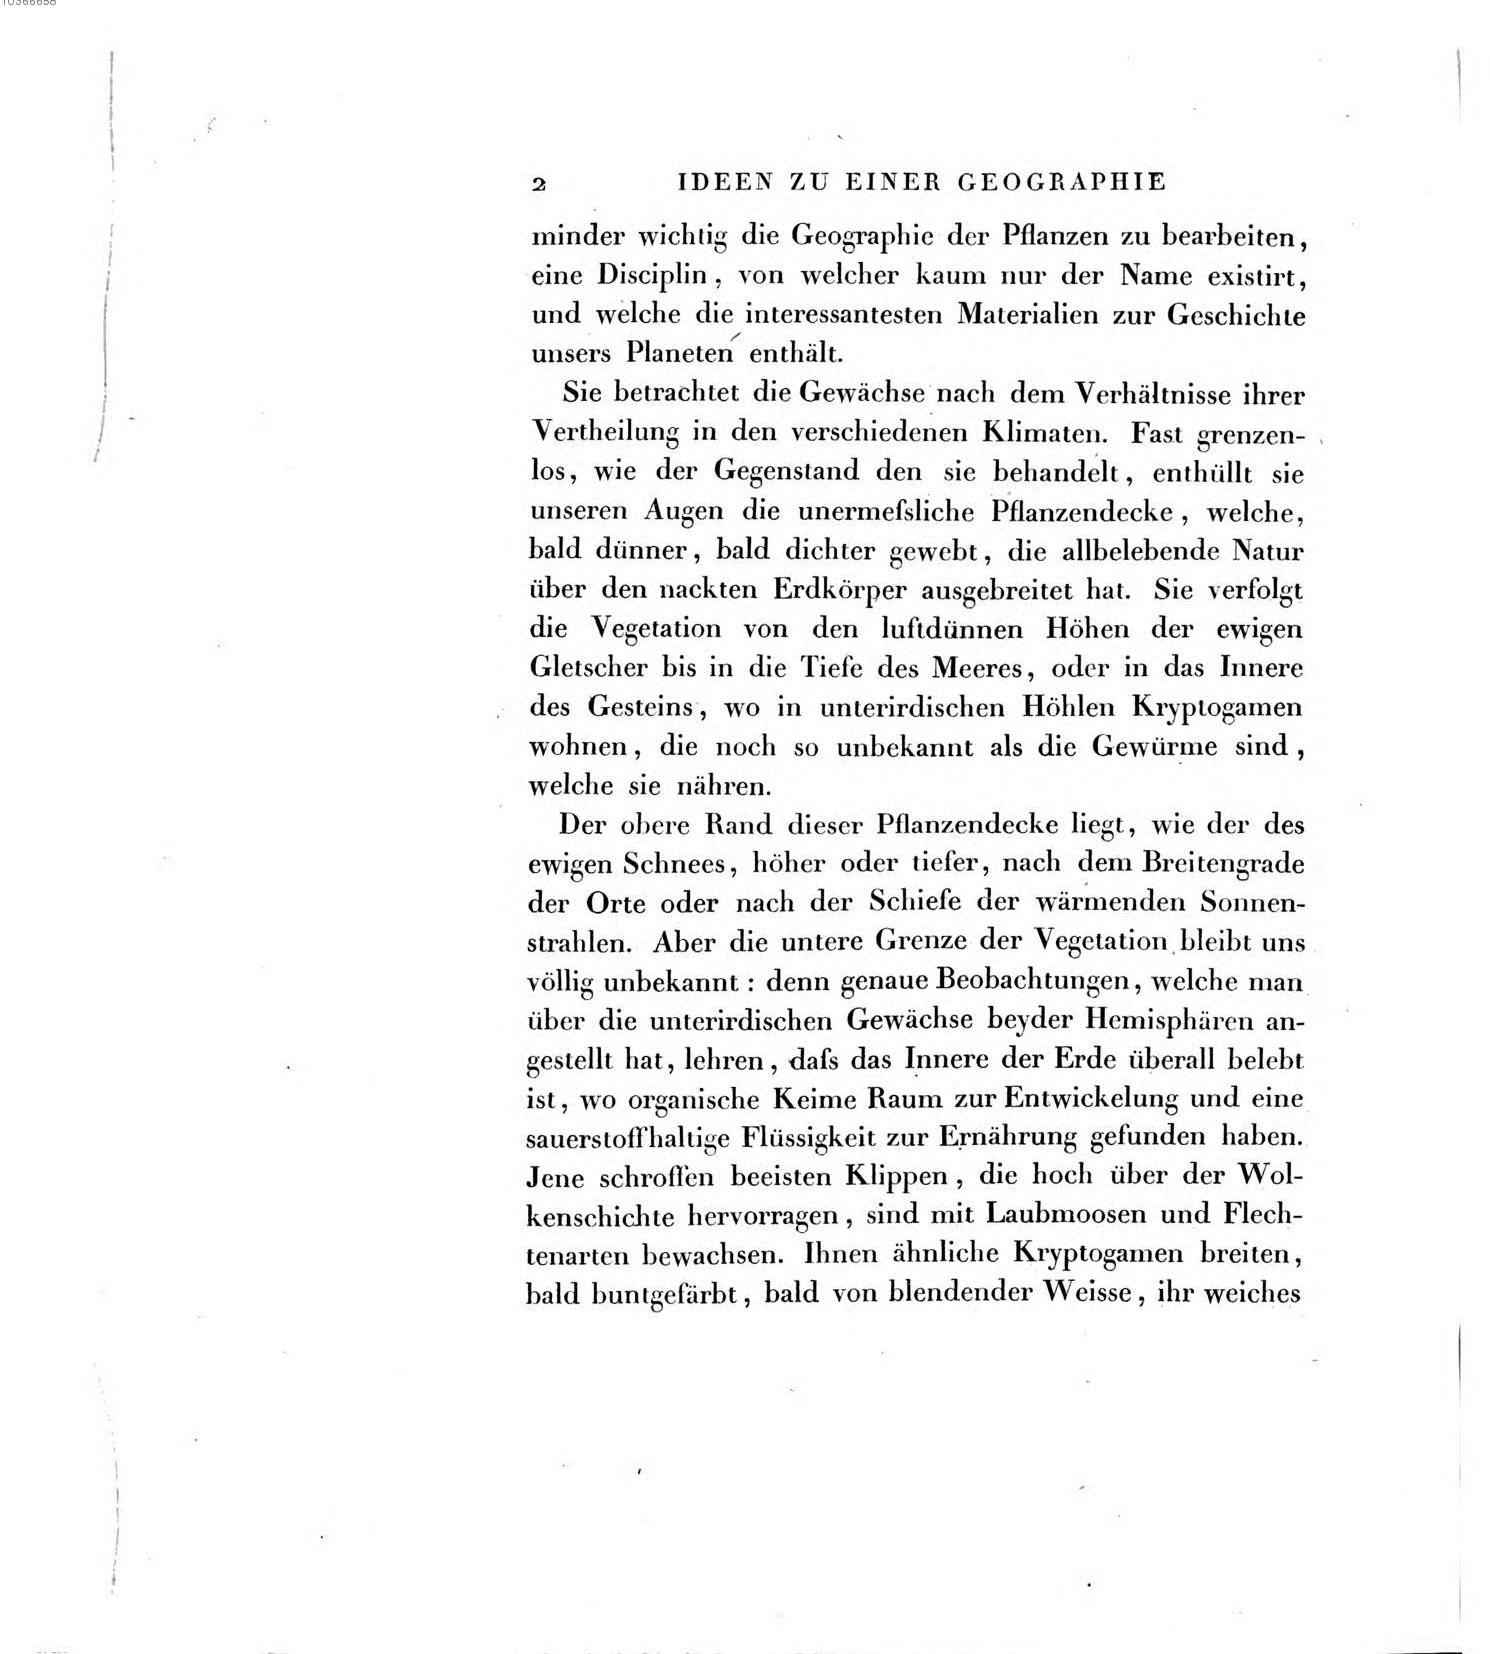 10366658
2 IDEEN ZU EINER GEOGRAPHIE
minder wichtig die Geographie der Pflanzen zu bearbeiten,
eine Disciplin, von welcher kaum nur der Name existirt,
und welche die interessantesten Materialien zur Geschichte
unsers Planeten enthält.
Sie betrachtet die Gewächse nach dem Verhältnisse ihrer
Vertheilung in den verschiedenen Klimaten. Fast grenzen-
los, wie der Gegenstand den sie behandelt, enthüllt sie
unseren Augen die unermeſsliche Pflanzendecke, welche,
bald dünner, bald dichter gewebt, die allbelebende Natur
über den nackten Erdkörper ausgebreitet hat. Sie verfolgt
die Vegetation von den luftdünnen Höhen der ewigen
Gletscher bis in die Tiefe des Meeres, oder in das Innere
des Gesteins, wo in unterirdischen Höhlen Kryptogamen
wohnen, die noch so unbekannt als die Gewürme sind,
welche sie nähren.
Der obere Rand dieser Pflanzendecke liegt, wie der des
ewigen Schnees, höher oder tiefer, nach dem Breitengrade
der Orte oder nach der Schiefe der wärmenden Sonnen-
strahlen. Aber die untere Grenze der Vegetation bleibt uns
völlig unbekannt: denn genaue Beobachtungen, welche man
über die unterirdischen Gewächse beyder Hemisphären an-
gestellt hat, lehren, daſs das Innere der Erde überall belebt
ist, wo organische Keime Raum zur Entwickelung und eine
sauerstoffhaltige Flüssigkeit zur Ernährung gefunden haben.
Jene schroffen beeisten Klippen, die hoch über der Wol-
kenschichte hervorragen, sind mit Laubmoosen und Flech-
tenarten bewachsen. Ihnen ähnliche Kryptogamen breiten,
bald buntgefärbt, bald von blendender Weisse, ihr weiches